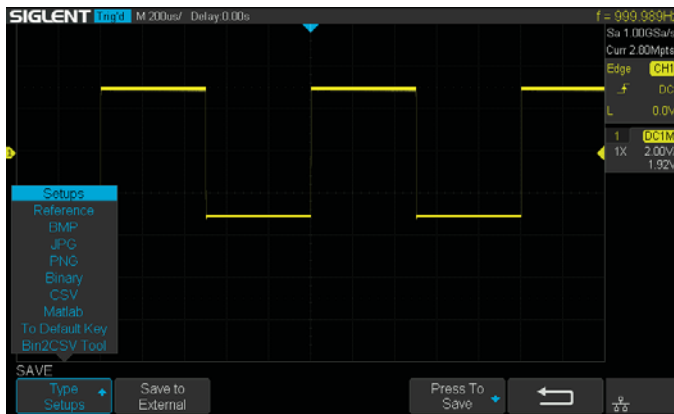 SIGLENT Trig'd M 200us/ Delay:0.00s f = 999.989Hz
Sa 1.00GSa/s
Curr 2.00Mpts
Edge CH1
DC
L 0.0V
1 DC1M
1X 2.00V/
1.92V
1
Setups
Reference
BMP
JPG
PNG
Binary
CSV
Matlab
To Default Key
Bin2CSV Tool
SAVE
Type
Setups
Save to
External
Press To
Save